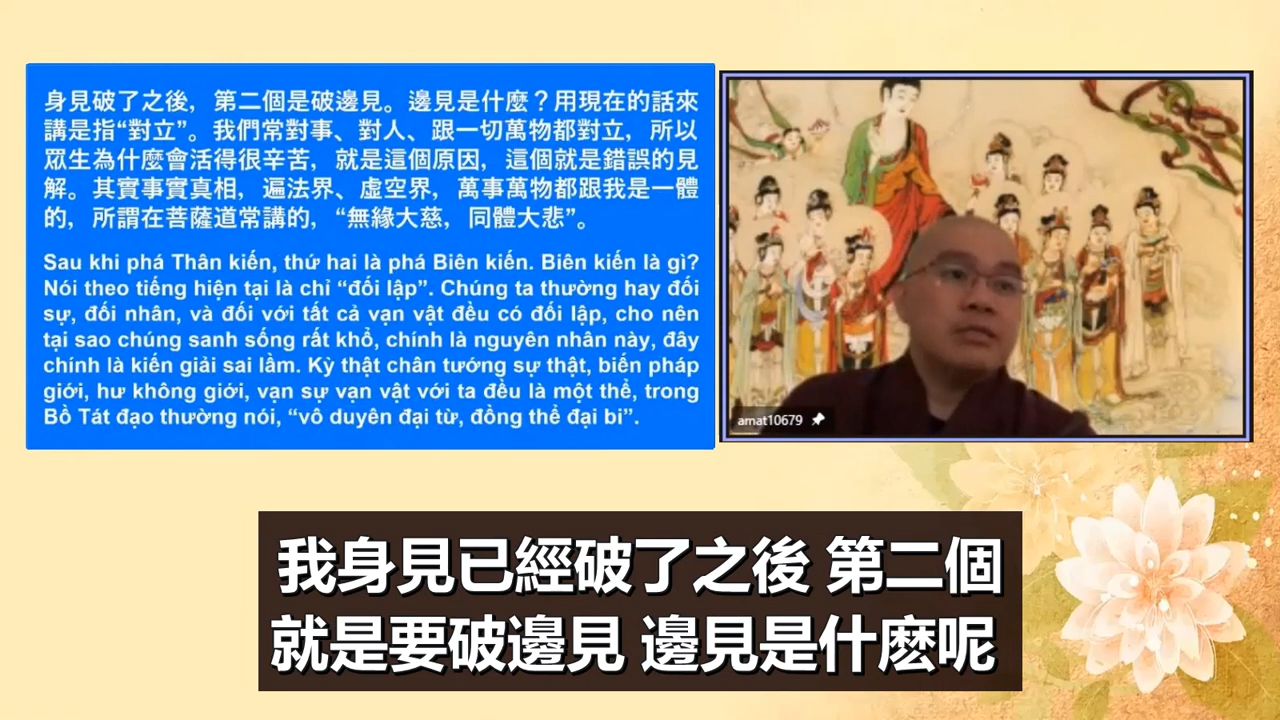 身見破了之後，第二個是破邊見。邊見是什麼？用現在的話來
講是指“對立”。我們常對事、對人、跟一切萬物都對立，所以
眾生為什麼會活得很辛苦，就是這個原因，這個就是錯誤的見
解。其實事實真相，遍法界、虛空界，萬事萬物都跟我是一體
的，所謂在菩薩道常講的，“無緣大慈，同體大悲”。
Sau khi phá Thân kiến, thứ hai là phá Biên kiến. Biên kiến là gì?
Nói theo tiếng hiện tại là chỉ “đối lập”. Chúng ta thường hay đối
sự, đối nhân, và đối với tất cả vạn vật đều có đối lập, cho nên
tại sao chúng sanh sống rất khổ, chính là nguyên nhân này, đây
chính là kiến giải sai lầm. Kỳ thật chân tướng sự thật, biến pháp
giới, hư không giới, vạn sự vạn vật với ta đều là một thể, trong
Bồ Tát đạo thường nói, “vô duyên đại từ, đồng thể đại bi”.
amat10679
我身見已經破了之後 第二個
就是要破邊見 邊見是什麽呢